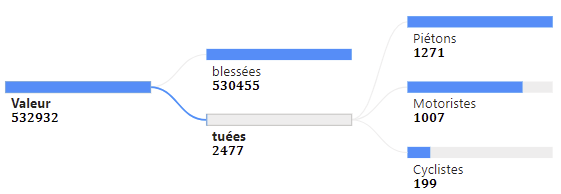 Valeur
532932
blessées
530455
tuées
2477
Piétons
1271
Motoristes
1007
Cyclistes
199